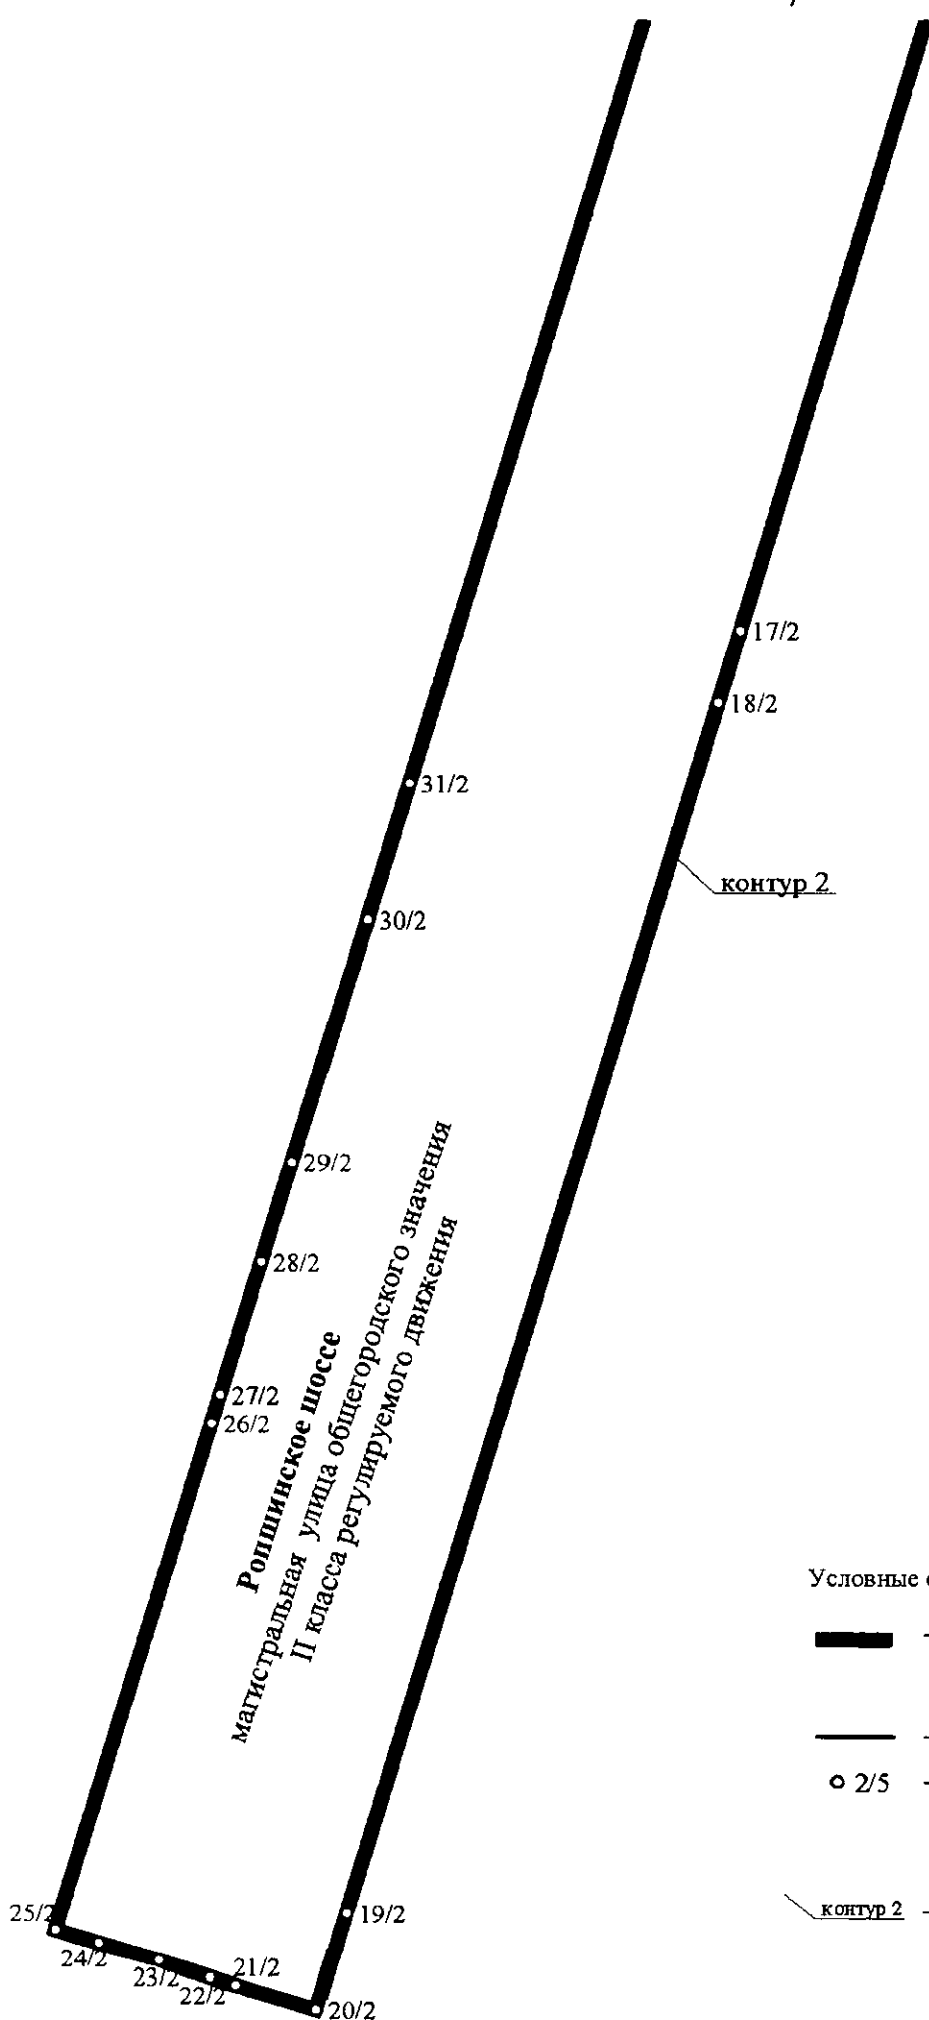 17/2
18/2
31/2
контур 2
30/2
29/2
28/2
27/2
26/2
Ропшинское шоссе
магистральная улица общегородского значения
II класса регулируемого движения
Условные
2/5
контур 2
25/2
19/2
24/2
23/2
21/2
22/2
20/2